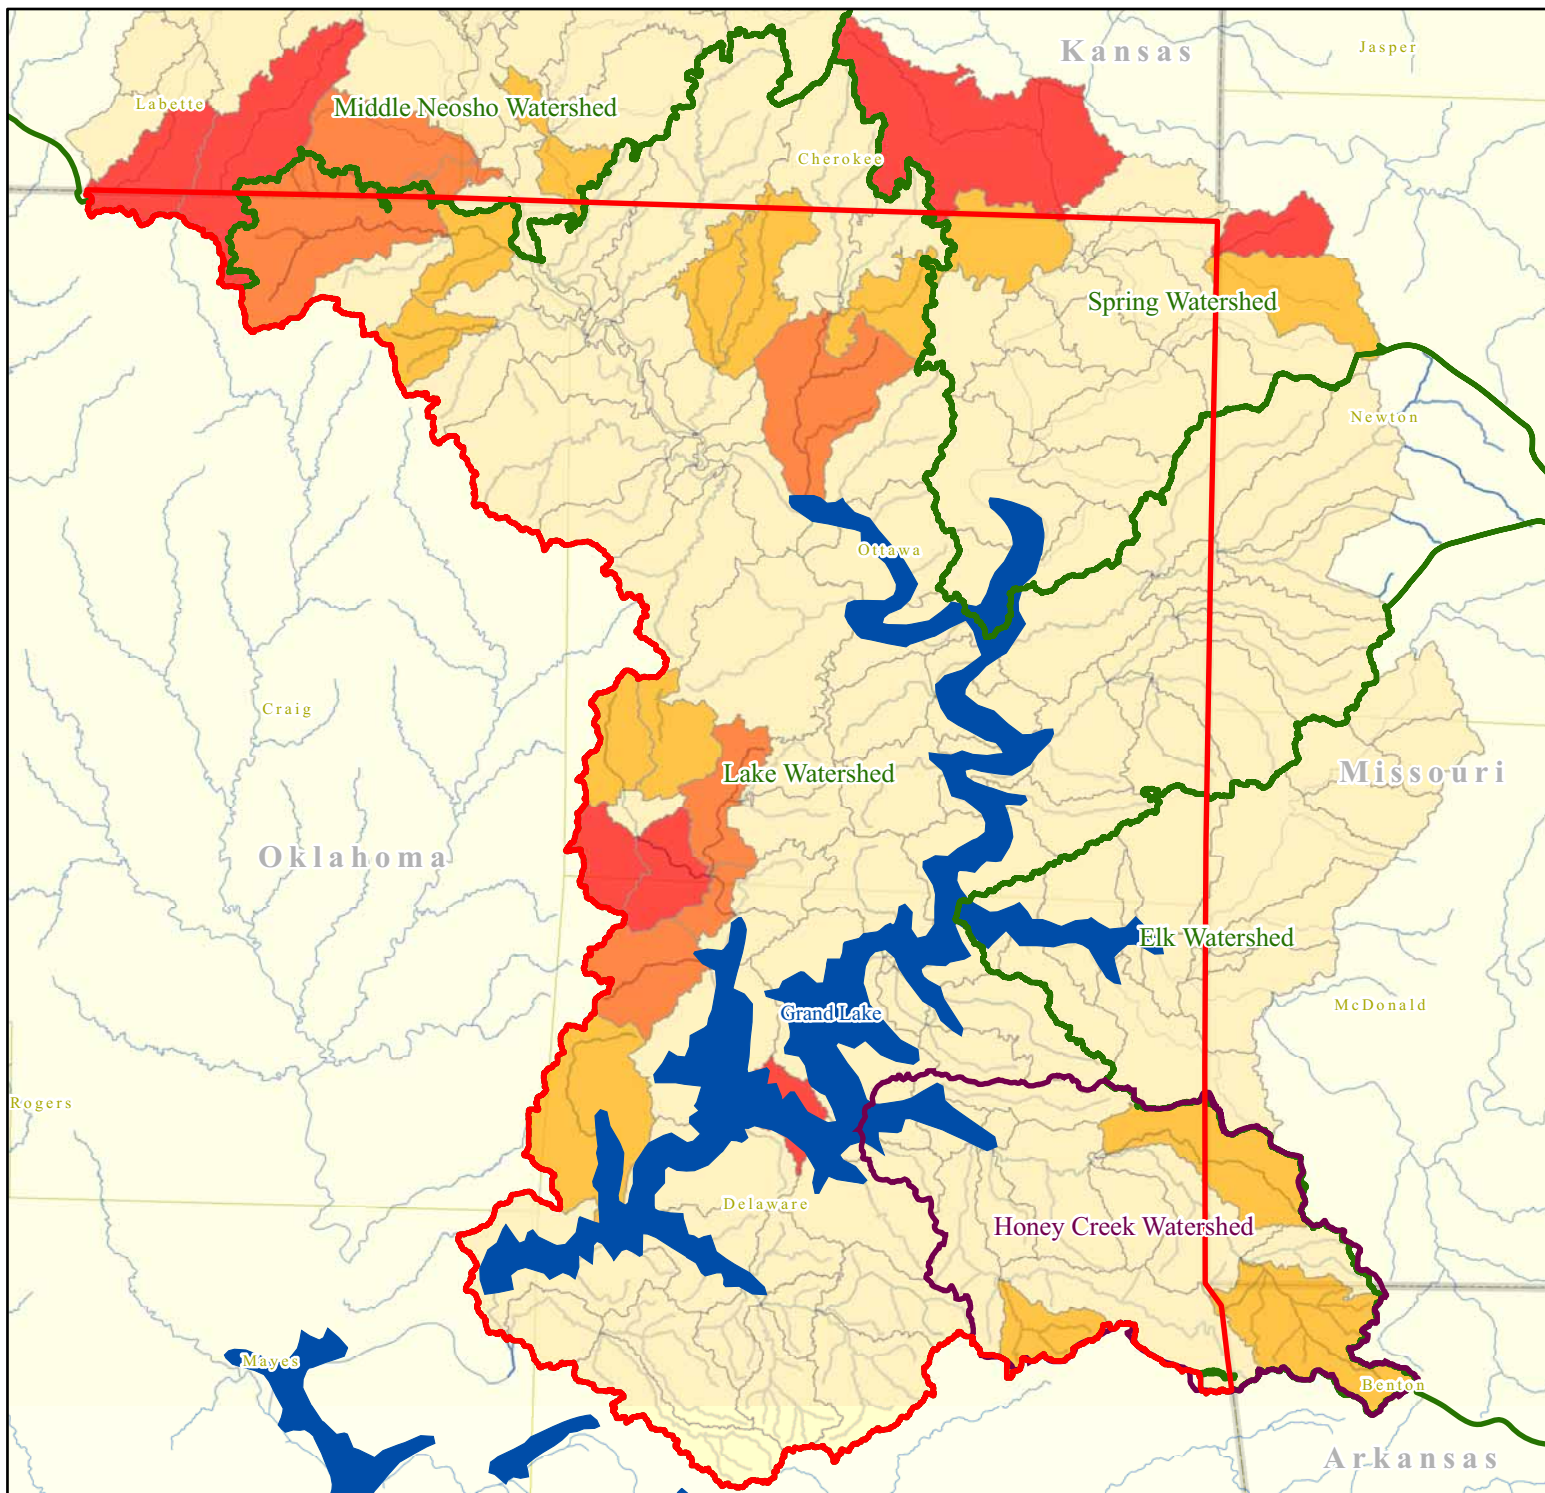 Kansas
Jasper
Labette
Middle Neosho Watershed
Cherokee
Spring Watershed
Newton
Ottawa
Craig
Lake Watershed
Missouri
Oklahoma
Elk Watershed
McDonald
Grand Lake
Rogers
Delaware
Honey Creek Watershed
Mayes
Benton
Arkansas